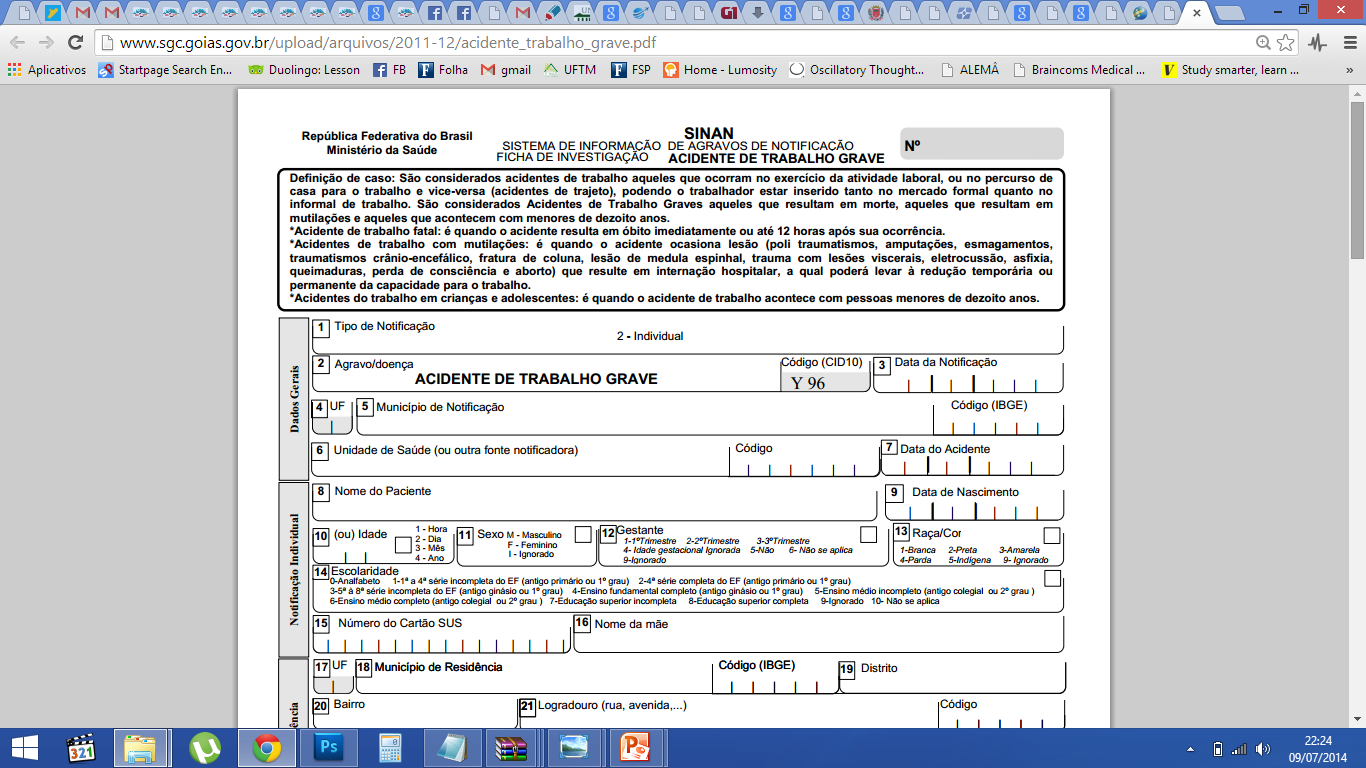 www.sgc.goias.gov.br/upload/arquivos/2011-12/acidente_trabalho_grave.pdf
Aplicativos Startpage Search En... Duolingo: Lesson FB Folha gmail UFTM FSP Home - Lumosity Oscillatory Thought... ALEMÂ Braincoms Medical ... Study smarter, learn ... »
República Federativa do Brasil
Ministério da Saúde
SINAN
SISTEMA DE INFORMAÇÃO DE AGRAVOS DE NOTIFICAÇÃO
FICHA DE INVESTIGAÇÃO ACIDENTE DE TRABALHO GRAVE
Nº
Definição de caso: São considerados acidentes de trabalho aqueles que ocorram no exercício da atividade laboral, ou no percurso de
casa para o trabalho e vice-versa (acidentes de trajeto), podendo o trabalhador estar inserido tanto no mercado formal quanto no
informal de trabalho. São considerados Acidentes de Trabalho Graves aqueles que resultam em morte, aqueles que resultam em
mutilações e aqueles que acontecem com menores de dezoito anos.
*Acidente de trabalho fatal: é quando o acidente resulta em óbito imediatamente ou até 12 horas após sua ocorrência.
*Acidentes de trabalho com mutilações: é quando o acidente ocasiona lesão (poli traumatismos, amputações, esmagamentos,
traumatismos crânio-encefálico, fratura de coluna, lesão de medula espinhal, trauma com lesões viscerais, eletrocussão, asfixia,
queimaduras, perda de consciência e aborto) que resulte em internação hospitalar, a qual poderá levar à redução temporária ou
permanente da capacidade para o trabalho.
*Acidentes do trabalho em crianças e adolescentes: é quando o acidente de trabalho acontece com pessoas menores de dezoito anos.
Dados Gerais
1 Tipo de Notificação
2 - Individual
2 Agravo/doença
ACIDENTE DE TRABALHO GRAVE
Código (CID10)
Y 96
3 Data da Notificação
4 UF
5 Município de Notificação
Código (IBGE)
6 Unidade de Saúde (ou outra fonte notificadora)
Código
7 Data do Acidente
Notificação Individual
8 Nome do Paciente
9 Data de Nascimento
10 (ou) Idade
1 - Hora
2 - Dia
3 - Mês
4 - Ano
11 Sexo M - Masculino
F - Feminino
I - Ignorado
12 Gestante
1-1ºTrimestre 2-2ºTrimestre 3-3ºTrimestre
4- Idade gestacional Ignorada 5-Não 6- Não se aplica
9-Ignorado
13 Raça/Cor
1-Branca 2-Preta 3-Amarela
4-Parda 5-Indígena 9- Ignorado
14 Escolaridade
0-Analfabeto 1-1ª a 4ª série incompleta do EF (antigo primário ou 1º grau) 2-4ª série completa do EF (antigo primário ou 1º grau)
3-5ª à 8ª série incompleta do EF (antigo ginásio ou 1º grau) 4-Ensino fundamental completo (antigo ginásio ou 1º grau) 5-Ensino médio incompleto (antigo colegial ou 2º grau )
6-Ensino médio completo (antigo colegial ou 2º grau ) 7-Educação superior incompleta 8-Educação superior completa 9-Ignorado 10- Não se aplica
15 Número do Cartão SUS
16 Nome da mãe
ência
17 UF
18 Município de Residência
Código (IBGE)
19 Distrito
20 Bairro
21 Logradouro (rua, avenida,...)
Código
321
Ps
22:24
09/07/2014